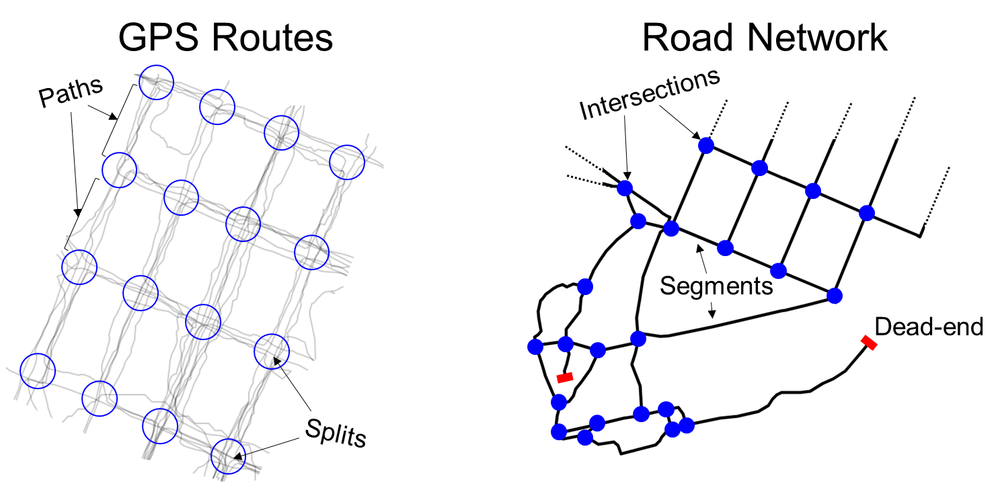 GPS Routes
Road Network
Paths
Intersections
Segments
Dead-end
Splits